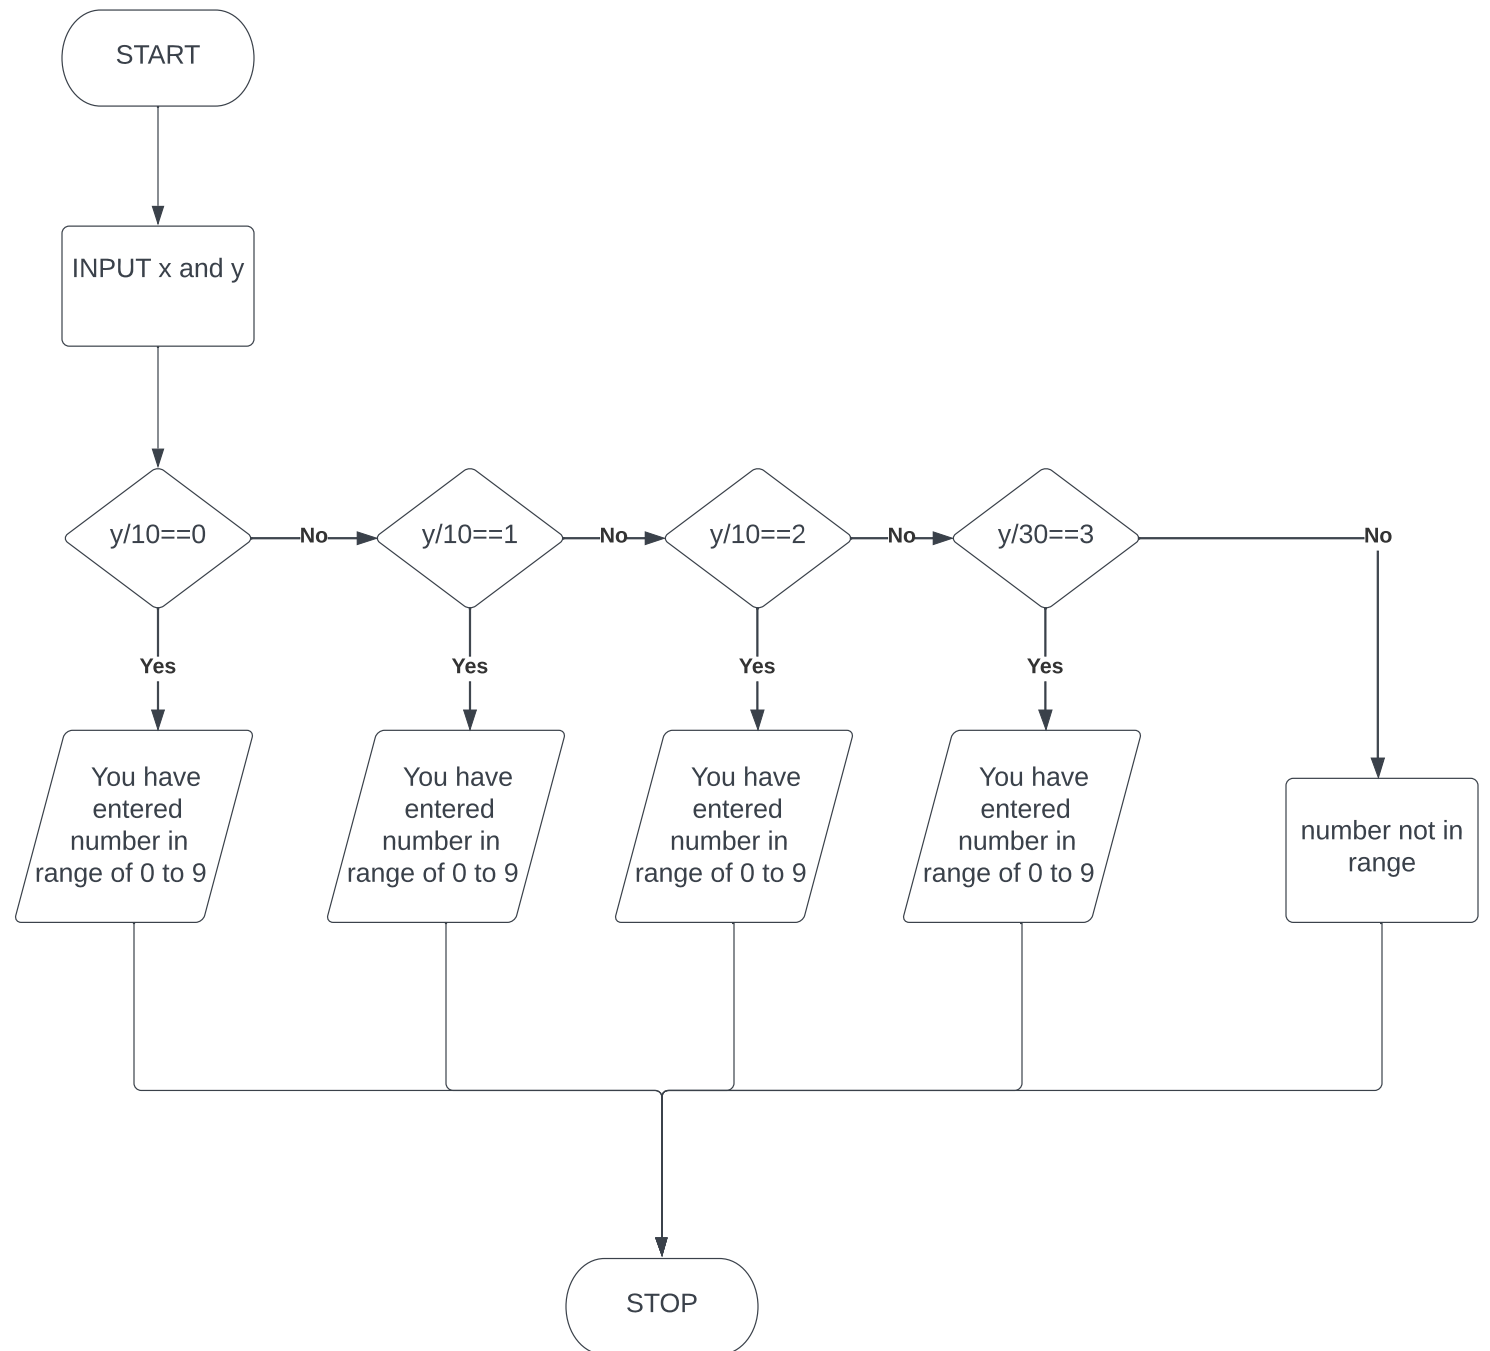 START
INPUT x and y
y/10==0
No
y/10==1
No
y/10==2
No
y/30==3
No
Yes
Yes
Yes
Yes
You have
entered
number in
range of 0 to 9
You have
entered
number in
range of 0 to 9
You have
entered
number in
range of 0 to 9
You have
entered
number in
range of 0 to 9
number not in
range
STOP